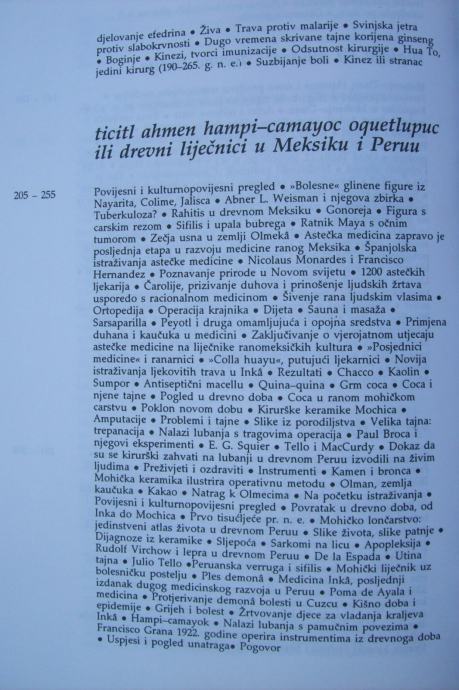 djelovanje efedrina • Živa • Trava protiv malarije • Svinjska jetra
protiv slabokrvnosti • Dugo vremena skrivane tajne korijena ginseng
• Boginje • Kinezi, tvorci imunizacije • Odsutnost kirurgije • Hua To,
jedini kirurg (190–265. g. n. e.) • Suzbijanje boli • Kinez ili stranac
ticitl ahmen hampi–camayoc oquetlupuc
ili drevni liječnici u Meksiku i Peruu
205 – 255
Povijesni i kulturnopovijesni pregled • »Bolesne« glinene figure iz
Nayarita, Colime, Jalisca • Abner L. Weisman i njegova zbirka •
Tuberkuloza? • Rahitis u drevnom Meksiku • Gonoreja • Figura s
carskim rezom • Sifilis i upala bubrega • Ratnik Maya s očnim
tumorom • Zečja usna u zemlji Olmekâ • Astečka medicina zapravo je
posljednja etapa u razvoju medicine ranog Meksika • Španjolska
istraživanja astečke medicine • Nicolaus Monardes i Francisco
Hernandez • Poznavanje prirode u Novom svijetu • 1200 astečkih
ljekarija • Čarolije, prizivanje duhova i prinošenje ljudskih žrtava
usporedo s racionalnom medicinom • Šivenje rana ljudskim vlasima •
Ortopedija • Operacija krajnika • Dijeta • Sauna i masaža •
Sarsaparilla • Peyotl i druga omamljujuća i opojna sredstva • Primjena
duhana i kaučuka u medicini • Zaključivanje o vjerojatnom utjecaju
astečke medicine na liječnike ranomeksičkih kultura • »Posjednici
medicine« i ranarnici • »Colla huayu«, putujući ljekarnici • Novija
istraživanja ljekovitih trava u Inkâ • Rezultati • Chacco • Kaolin •
Sumpor • Antiseptični macellu • Quina–quina • Grm coca • Coca i
njene tajne • Pogled u drevno doba • Coca u ranom mohičkom
carstvu • Poklon novom dobu • Kirurške keramike Mochica •
Amputacije • Problemi i tajne • Slike iz porodiljstva • Velika tajna:
trepanacija • Nalazi lubanja s tragovima operacija • Paul Broca i
njegovi eksperimenti • E. G. Squier • Tello i MacCurdy • Dokaz da
su se kirurški zahvati na lubanji u drevnom Peruu izvodili na živim
ljudima • Preživjeti i ozdraviti • Instrumenti • Kamen i bronca •
Mohička keramika ilustrira operativnu metodu • Olman, zemlja
kaučuka • Kakao • Natrag k Olmecima • Na početku istraživanja •
Povijesni i kulturnopovijesni pregled • Povratak u drevno doba, od
Inka do Mochica • Prvo tisućljeće pr. n. e. • Mohičko lončarstvo:
jedinstveni atlas života u drevnom Peruu • Slike života, slike patnje •
Dijagnoze iz keramike • Sljepoća • Sarkomi na licu • Apopleksija •
Rudolf Virchow i lepra u drevnom Peruu • De la Espada • Utina
tajna • Julio Tello •Peruanska verruga i sifilis • Mohički liječnik uz
bolesničku postelju • Ples demonâ • Medicina Inkâ, posljednji
izdanak dugog medicinskog razvoja u Peruu • Poma de Ayala i
medicina • Protjerivanje demonâ bolesti u Cuzcu • Kišno doba i
epidemije • Grijeh i bolest • Žrtvovanje djece za vladanja kraljeva
Inkâ • Hampi–camayok • Nalazi lubanja s pamučnim povezima •
Francisco Grana 1922. godine operira instrumentima iz drevnoga doba
• Uspjesi i pogled unatraga• Pogovor